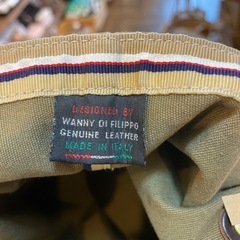 DESIGNED BY
WANNY DI FILIPPO
GENUINE LEATHER
MADE IN ITALY